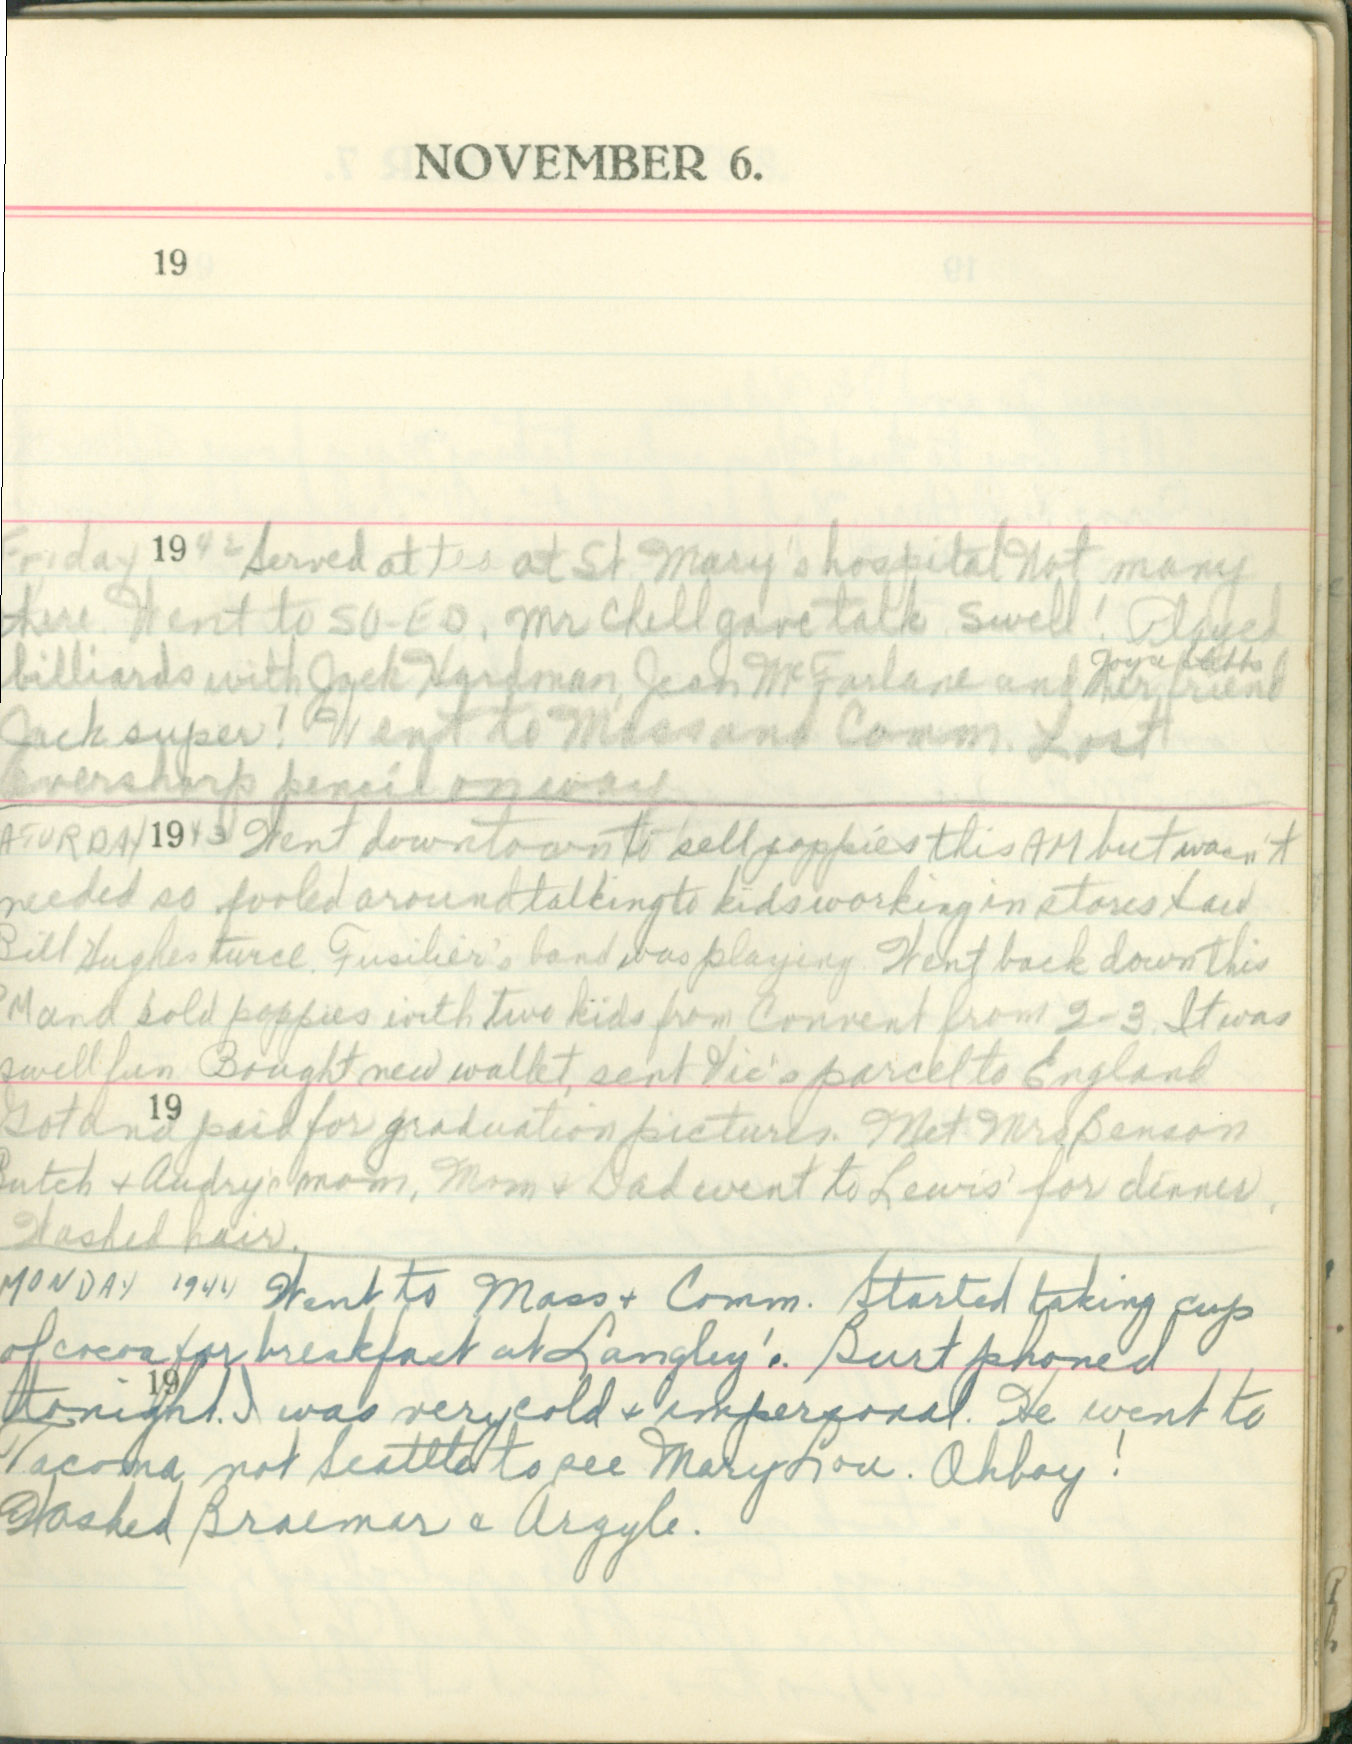 NOVEMBER 6.
19
Friday 1942 Served at tea at St. Mary's hospital Not many
there. Went to SO-ED. Mr Chell gave talk. Swell! Played
Joyce
billiards with Jack Hardman, Jean McFarlane and her friend
Jack super! Went to Mass and Comm. Lost
Eversharp pencil on way
SATURDAY 1943 Went downtown to sell poppies this AM but wasn't
needed so fooled around talking to kids working in stores & saw
Bill Hughes twice. Fusilier's band was playing. Went back down this
PM and sold poppies with two kids from Convent from 2-3. It was
swell fun Bought new wallet, sent Vic's parcel to England
19
Got and paid for graduation pictures. Met Mrs Benson
Butch & Audry's mom, Mom & Dad went to Lewis' for dinner.
Washed hair.
MONDAY 1944 Went to Mass & Comm. Started taking cup
of cocoa for breakfast at Langley's. Burt phoned
19
tonight. I was very cold & impersonal. He went to
Tacoma, not Seattle to see Mary Lou. Oh boy!
Washed Braemar & Argyle.